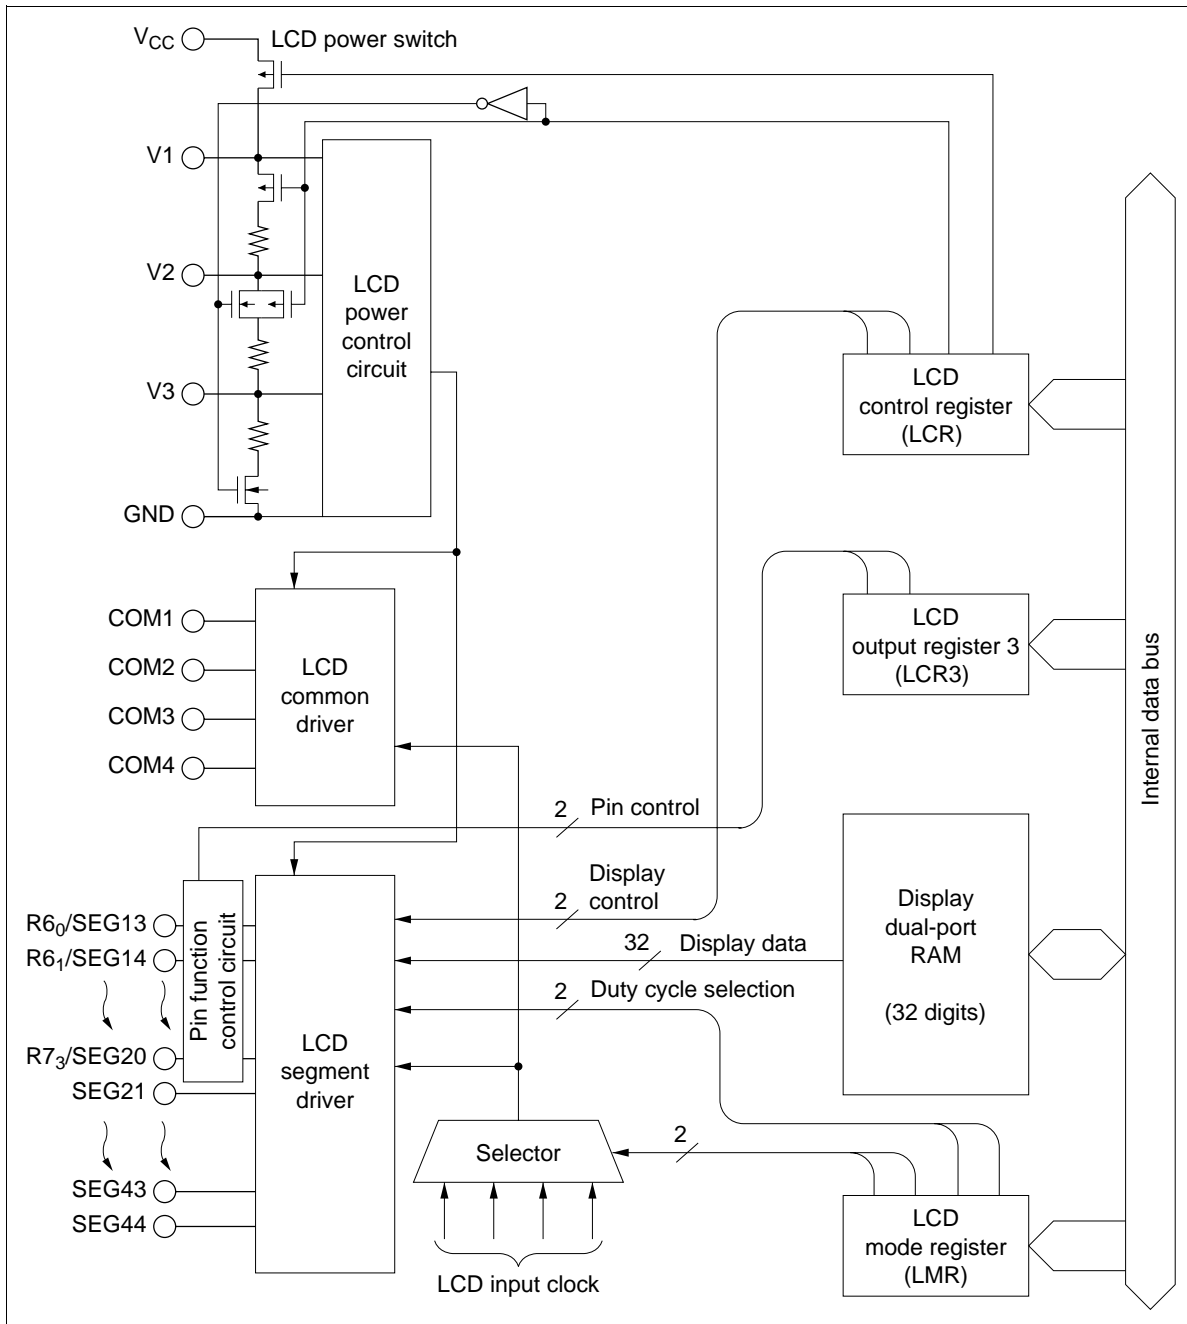 VCC
LCD power switch
V1
V2
V3
GND
LCD
power
control
circuit
LCD
control register
(LCR)
LCD
output register 3
(LCR3)
Internal data bus
COM1
COM2
COM3
COM4
LCD
common
driver
2 Pin control
2 Display
control
32 Display data
2 Duty cycle selection
Display
dual-port
RAM
(32 digits)
R60/SEG13
R61/SEG14
R73/SEG20
SEG21
SEG43
SEG44
Pin function
control circuit
LCD
segment
driver
Selector
2
LCD input clock
LCD
mode register
(LMR)